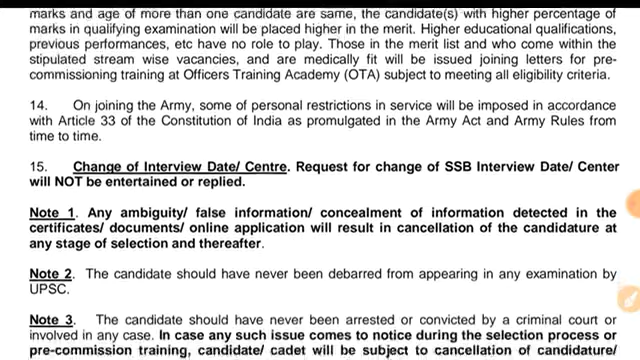 marks and age of more than one candidate are same, the candidate(s) with higher percentage of
marks in qualifying examination will be placed higher in the merit. Higher educational qualifications,
previous performances, etc have no role to play. Those in the merit list and who come within the
stipulated stream wise vacancies, and are medically fit will be issued joining letters for pre-
commissioning training at Officers Training Academy (OTA) subject to meeting all eligibility criteria.
14. On joining the Army, some of personal restrictions in service will be imposed in accordance
with Article 33 of the Constitution of India as promulgated in the Army Act and Army Rules from
time to time.
15. Change of Interview Date/ Centre. Request for change of SSB Interview Date/ Center
will NOT be entertained or replied.
Note 1. Any ambiguity/ false information/ concealment of information detected in the
certificates/ documents/ online application will result in cancellation of the candidature at
any stage of selection and thereafter.
Note 2. The candidate should have never been debarred from appearing in any examination by
UPSC.
Note 3. The candidate should have never been arrested or convicted by a criminal court or
involved in any case. In case any such issue comes to notice during the selection process or
pre-commission training, candidate/ cadet will be subject to cancellation of candidature/